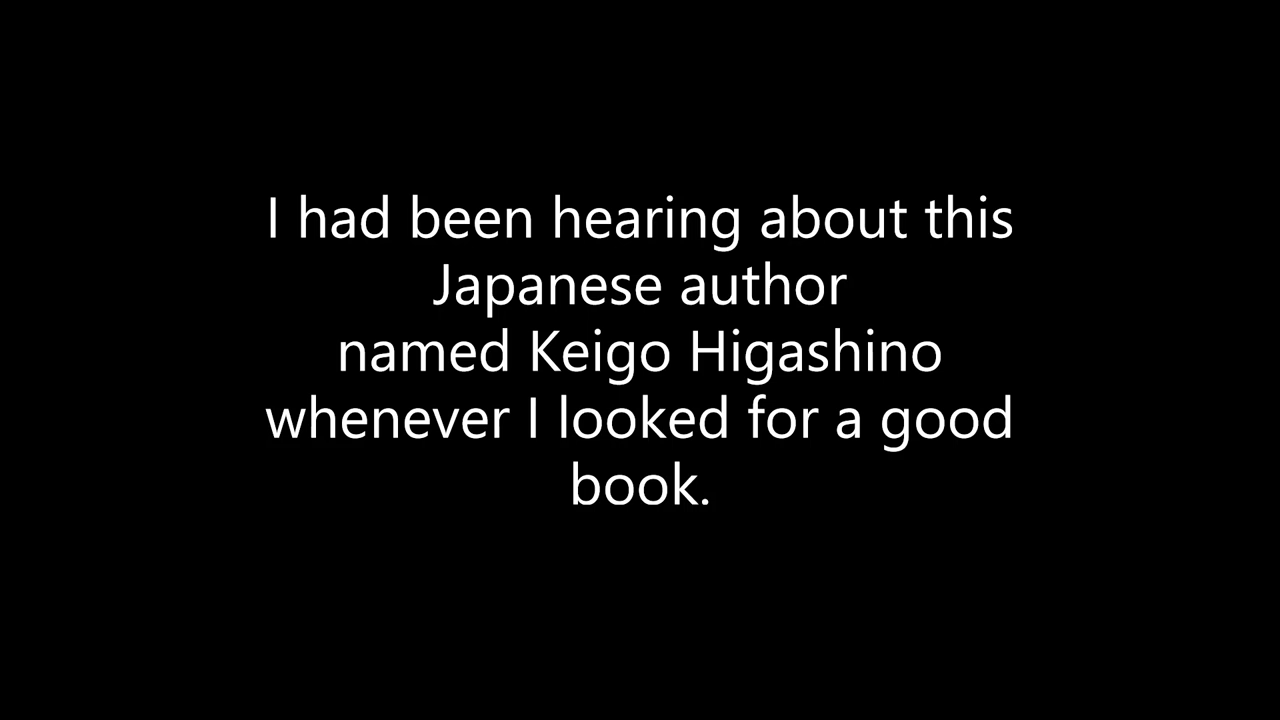 I had been hearing about this
Japanese author
named Keigo Higashino
whenever I looked for a good
book.